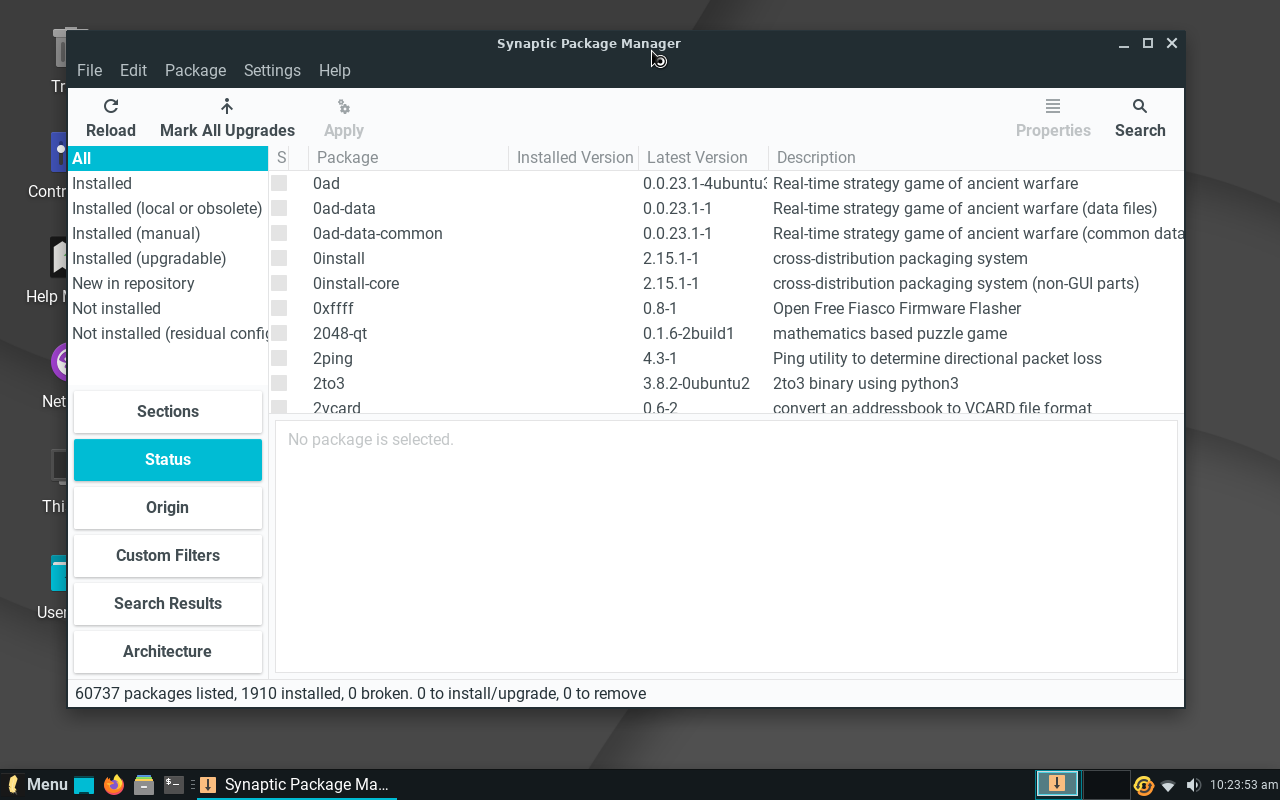 Synaptic Package Manager
File Edit Package Settings Help
Reload Mark All Upgrades Apply Properties Search
All
Installed
Installed (local or obsolete)
Installed (manual)
Installed (upgradable)
New in repository
Not installed
Not installed (residual config
Sections
Status
Origin
Custom Filters
Search Results
Architecture
S Package Installed Version Latest Version Description
0ad 0.0.23.1-4ubuntu3 Real-time strategy game of ancient warfare
0ad-data 0.0.23.1-1 Real-time strategy game of ancient warfare (data files)
0ad-data-common 0.0.23.1-1 Real-time strategy game of ancient warfare (common data
0install 2.15.1-1 cross-distribution packaging system
0install-core 2.15.1-1 cross-distribution packaging system (non-GUI parts)
0xffff 0.8-1 Open Free Fiasco Firmware Flasher
2048-qt 0.1.6-2build1 mathematics based puzzle game
2ping 4.3-1 Ping utility to determine directional packet loss
2to3 3.8.2-0ubuntu2 2to3 binary using python3
2vcard 0.6-2 convert an addressbook to VCARD file format
No package is selected.
60737 packages listed, 1910 installed, 0 broken. 0 to install/upgrade, 0 to remove
Tr
Contr
Help M
Net
Thi
User
Menu Synaptic Package Ma... 10:23:53 am